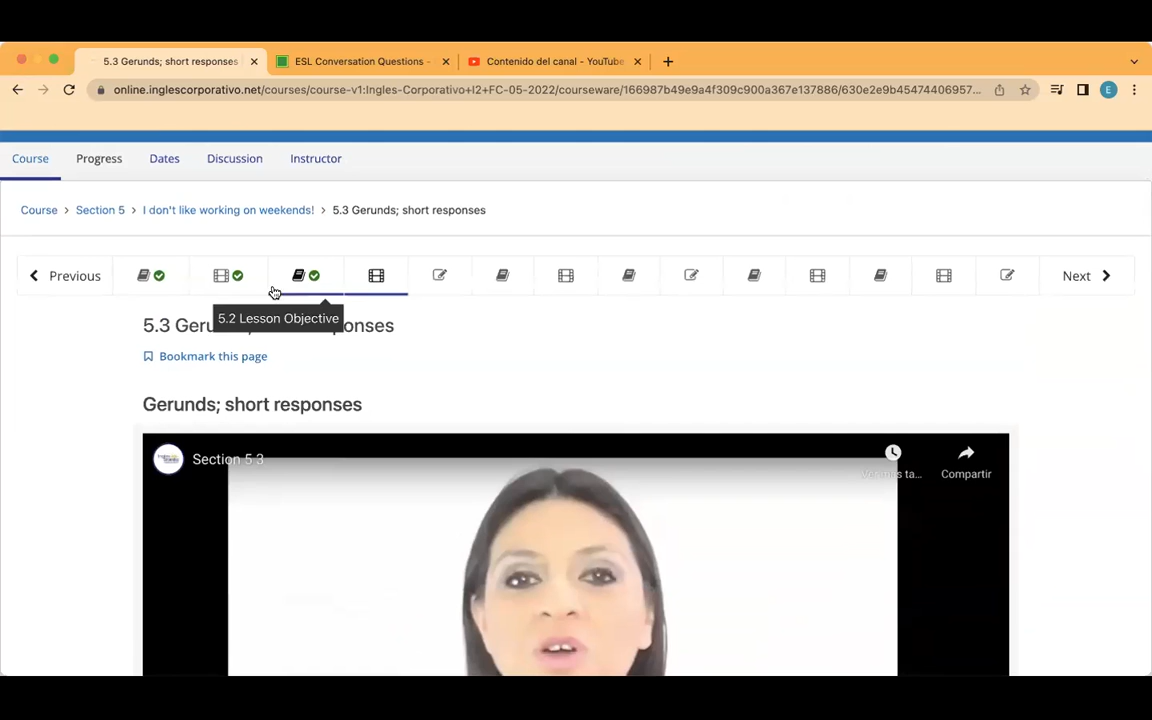 5.3 Gerunds; short responses
ESL Conversation Questions -
Contenido del canal - YouTube
online.inglescorporativo.net/courses/course-v1:Ingles-Corporativo+I2+FC-05-2022/courseware/166987b49e9a4f309c900a367e137886/630e2e9b45474406957...
E
Course
Progress
Dates
Discussion
Instructor
Course > Section 5 > I don't like working on weekends! > 5.3 Gerunds; short responses
Previous
Next
5.2 Lesson Objective
5.3 Geru onses
Bookmark this page
Gerunds; short responses
Section 5 3
Compartir